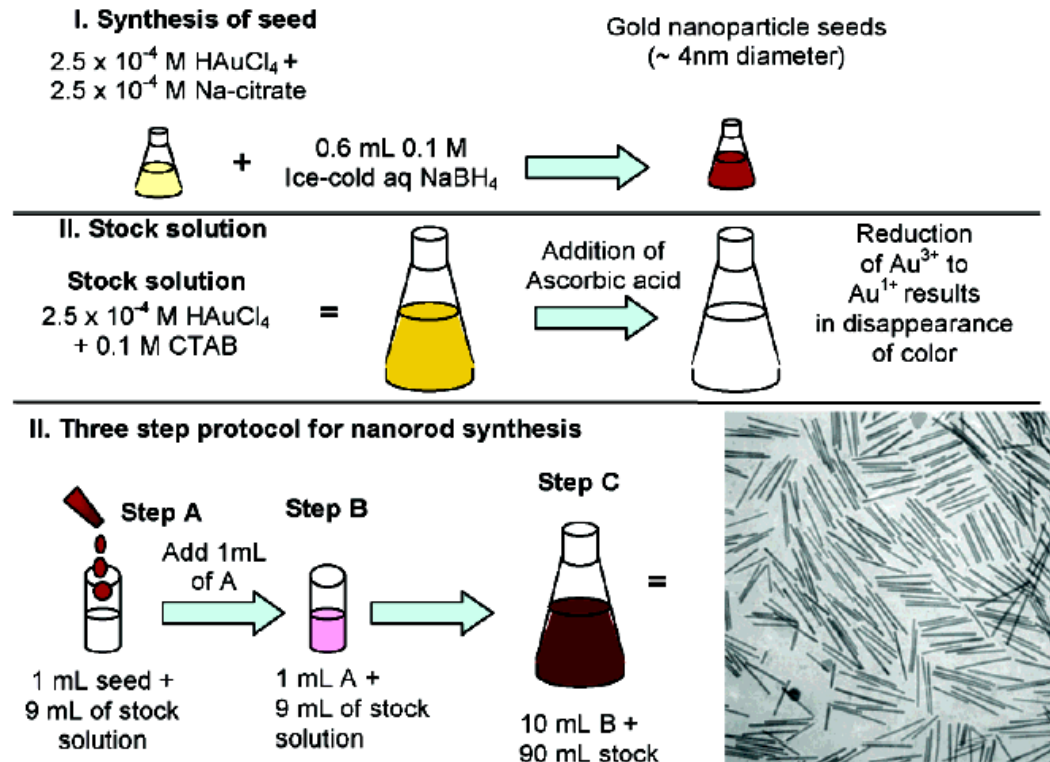 I. Synthesis of seed
2.5 x 10⁻⁴ M HAuCl₄ +
2.5 x 10⁻⁴ M Na-citrate
+
0.6 mL 0.1 M
Ice-cold aq NaBH₄
Gold nanoparticle seeds
(~ 4nm diameter)
II. Stock solution
Stock solution
2.5 x 10⁻⁴ M HAuCl₄
+ 0.1 M CTAB
=
Addition of
Ascorbic acid
Reduction
of Au³⁺ to
Au¹⁺ results
in disappearance
of color
II. Three step protocol for nanorod synthesis
Step A
Add 1mL
of A
1 mL seed +
9 mL of stock
solution
Step B
1 mL A +
9 mL of stock
solution
Step C
10 mL B +
90 mL stock
=